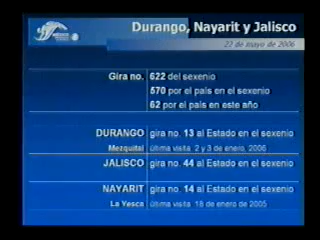 Durango, Nayarit y Jalisco
23 de mayo de 2006
Gira no. 622 del sexenio
570 por el país en el sexenio
62 por el país en este año
DURANGO gira no. 13 al Estado en el sexenio
Mezquital última visita 2 y 3 de enero, 2006
JALISCO gira no. 44 al Estado en el sexenio
NAYARIT gira no. 14 al Estado en el sexenio
La Yesca última visita 18 de enero de 2005